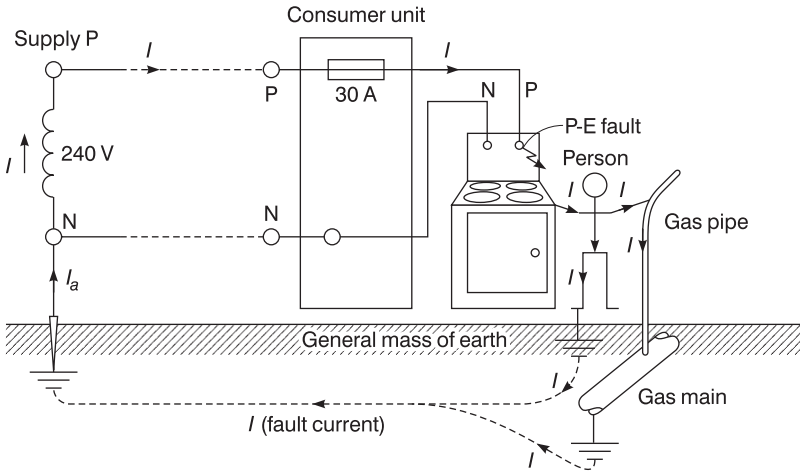 Consumer unit
Supply P
I
I
P
30 A
N
P
P-E fault
Person
I
240 V
I
I
Gas pipe
N
N
I
I
I
a
General mass of earth
I
Gas main
I (fault current)
I